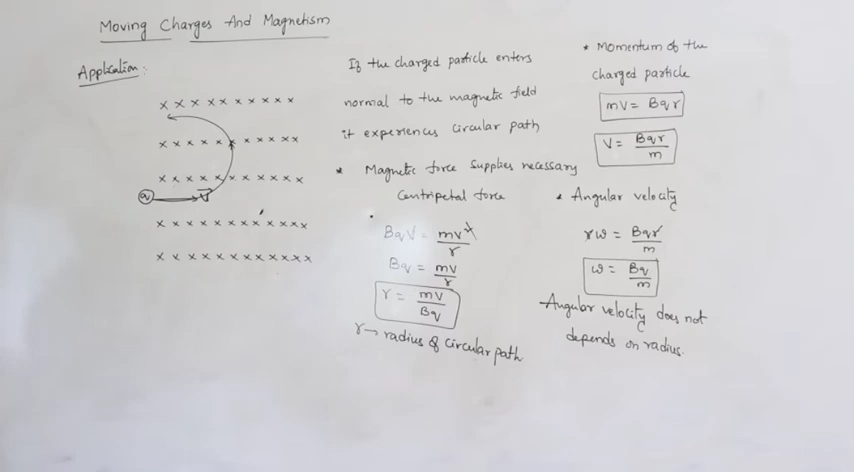 Moving Charges And Magnetism
Application:
x x x x x x x x x x
x x x x x x x x x x x
x x x x x x x x x x x
q v
x x x x x x x x x x x
x x x x x x x x x x x
If the charged particle enters
normal to the magnetic field
it experiences circular path
* Magnetic force supplies necessary
centripetal force
BqV = mv²/r
Bq = mv/r
r = mv/Bq
r → radius of circular path
* Momentum of the
charged particle
mv = Bqr
V = Bqr/m
* Angular velocity
rω = Bqr/m
ω = Bq/m
Angular velocity does not
depends on radius.